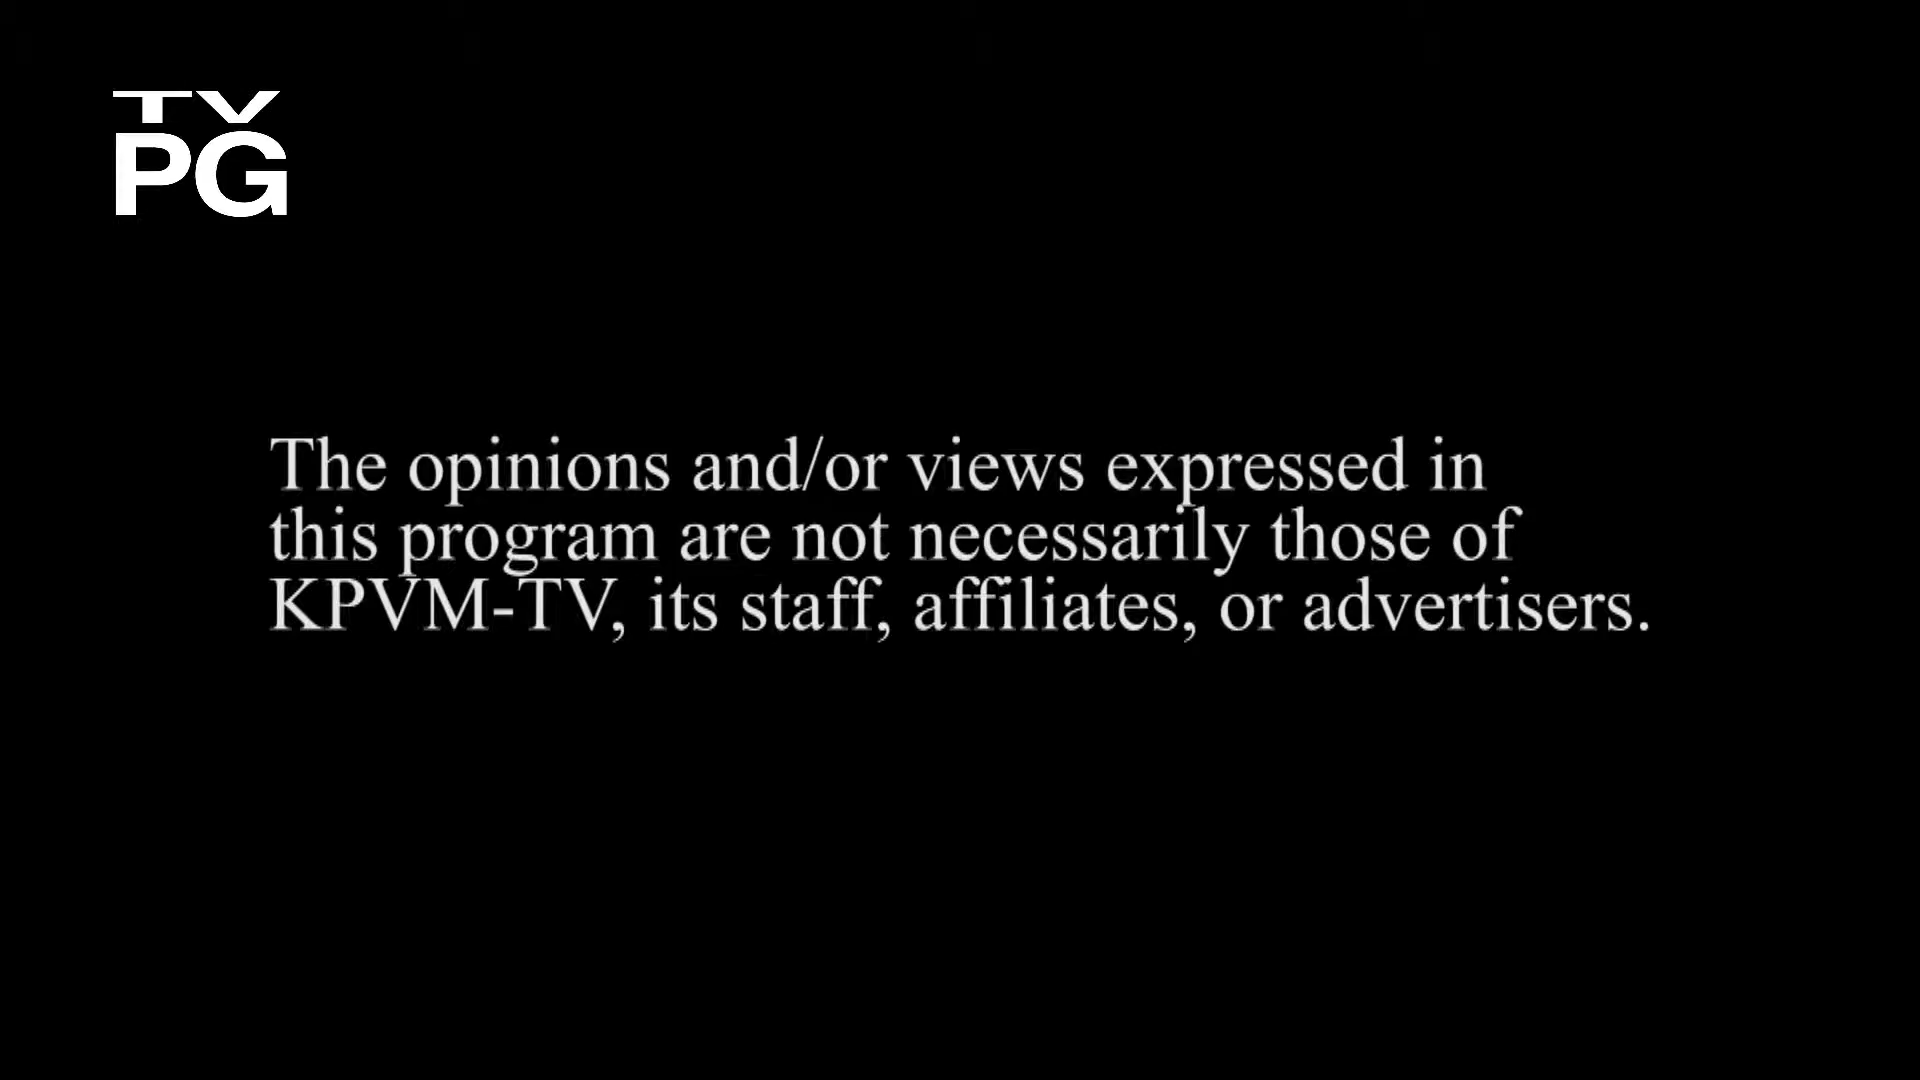 TV
PG
The opinions and/or views expressed in
this program are not necessarily those of
KPVM-TV, its staff, affiliates, or advertisers.